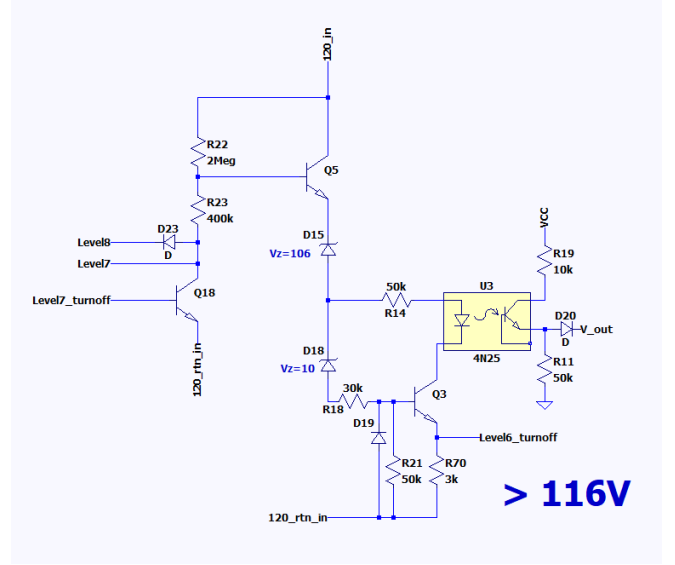 120_in
R22
2Meg
Q5
R23
400k
D23
Level8
D
Level7
Q18
Level7_turnoff
120_rtn_in
D15
Vz=106
50k
R14
U3
4N25
VCC
R19
10k
D20
V_out
D
R11
50k
D18
Vz=10
30k
R18
Q3
D19
Level6_turnoff
R21
50k
R70
3k
120_rtn_in
> 116V